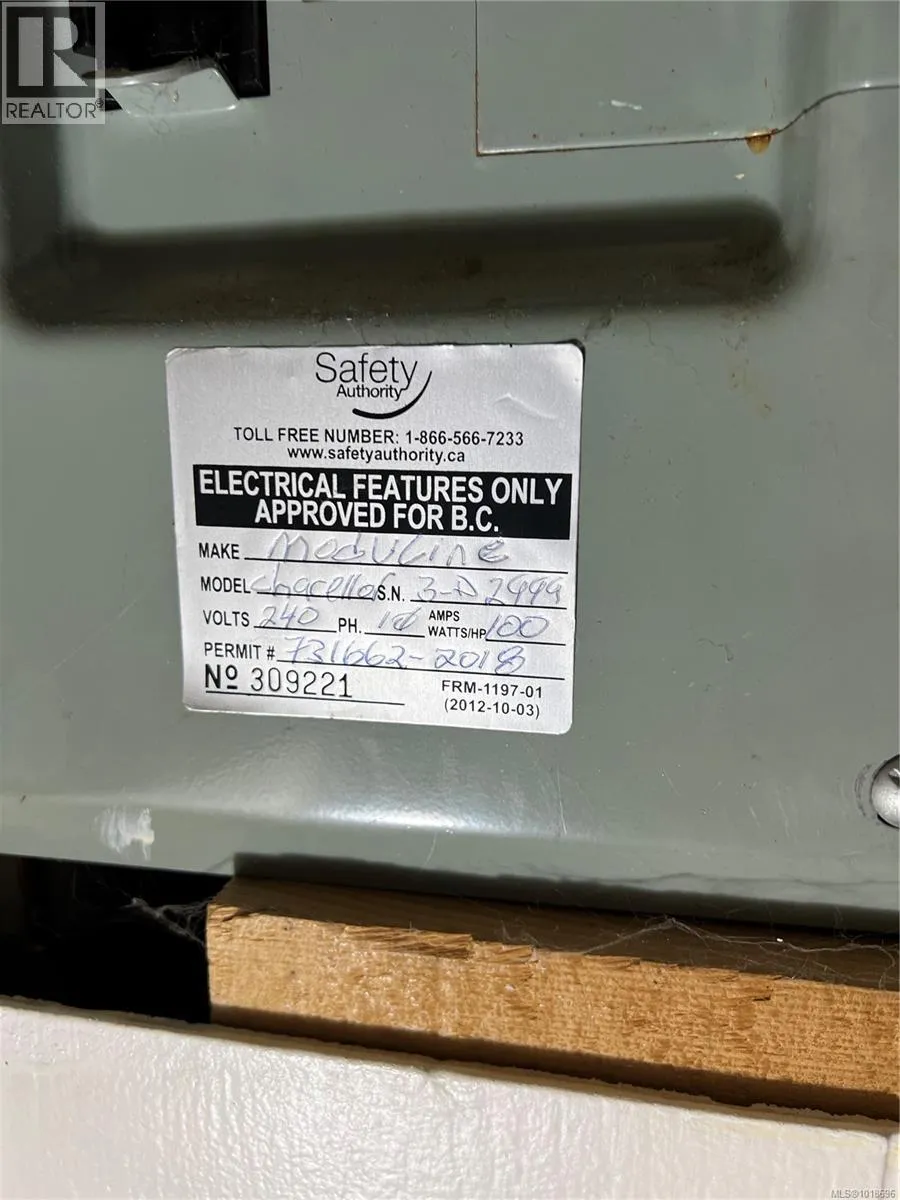 REALTOR®
Safety
Authority
TOLL FREE NUMBER: 1-866-566-7233
www.safetyauthority.ca
ELECTRICAL FEATURES ONLY
APPROVED FOR B.C.
MAKE Moduline
MODEL Chacellor S.N. 3-D2999
VOLTS 240 PH. 1Ø AMPS WATTS/HP 100
PERMIT # 731662-2018
Nº 309221
FRM-1197-01
(2012-10-03)
MLS®1018696